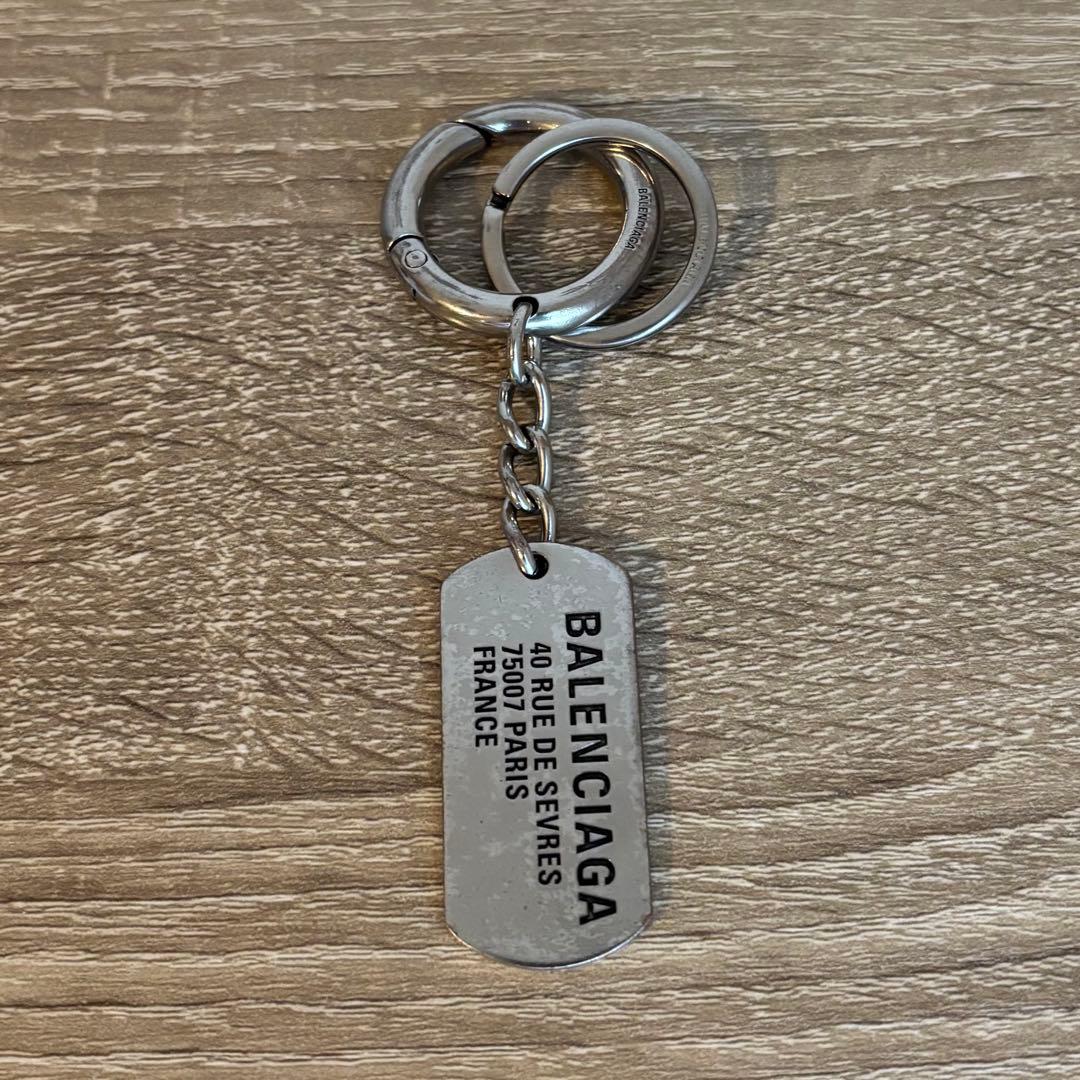 BALENCIAGA
BALENCIAGA
40 RUE DE SEVRES
75007 PARIS
FRANCE